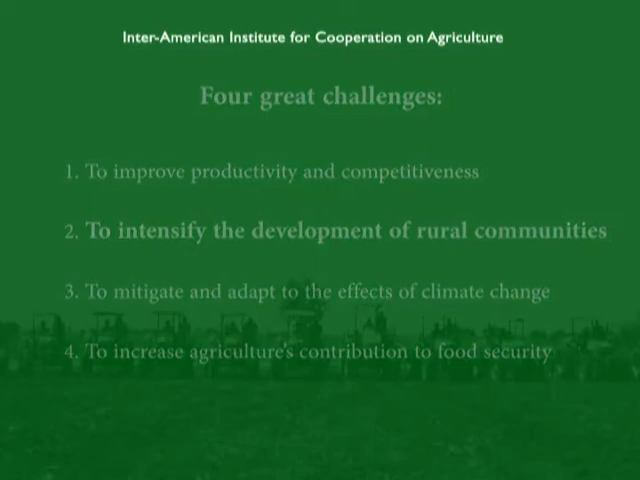 Inter-American Institute for Cooperation on Agriculture
Four great challenges:
1. To improve productivity and competitiveness
2. To intensify the development of rural communities
3. To mitigate and adapt to the effects of climate change
4. To increase agriculture's contribution to food security